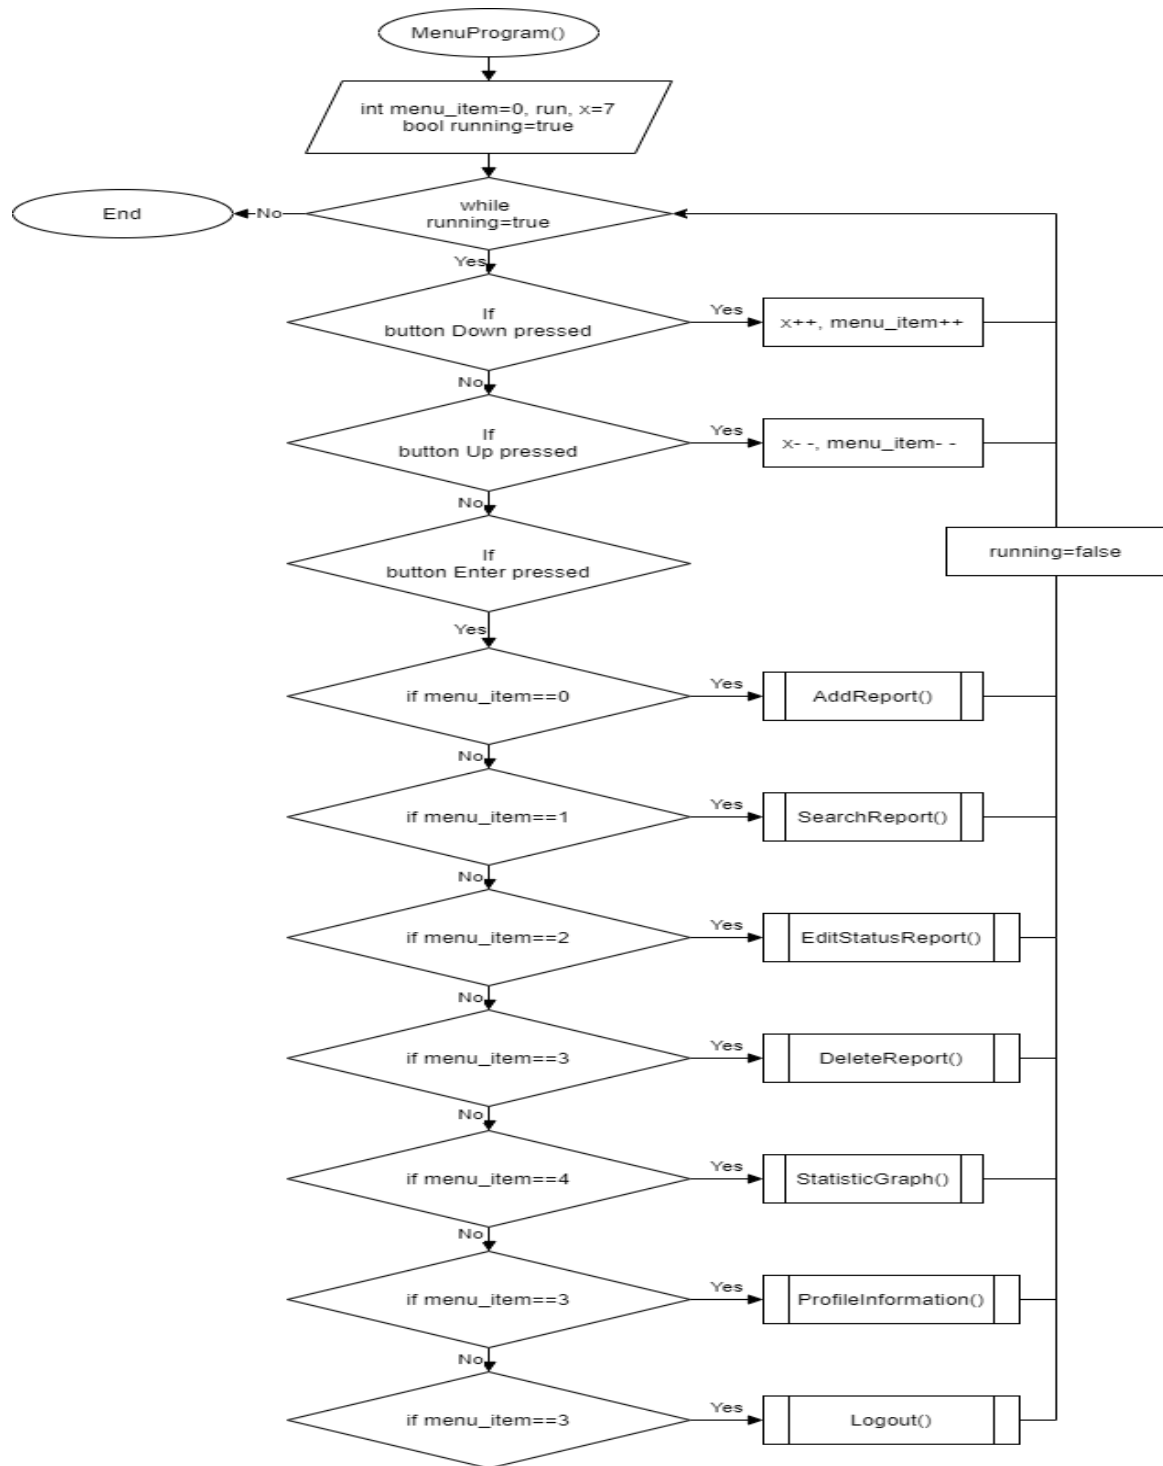 MenuProgram()
int menu_item=0, run, x=7
bool running=true
End
No
while
running=true
Yes
If
button Down pressed
Yes
x++, menu_item++
No
If
button Up pressed
Yes
x- -, menu_item- -
No
If
button Enter pressed
running=false
Yes
if menu_item==0
Yes
AddReport()
No
if menu_item==1
Yes
SearchReport()
No
if menu_item==2
Yes
EditStatusReport()
No
if menu_item==3
Yes
DeleteReport()
No
if menu_item==4
Yes
StatisticGraph()
No
if menu_item==3
Yes
ProfileInformation()
No
if menu_item==3
Yes
Logout()